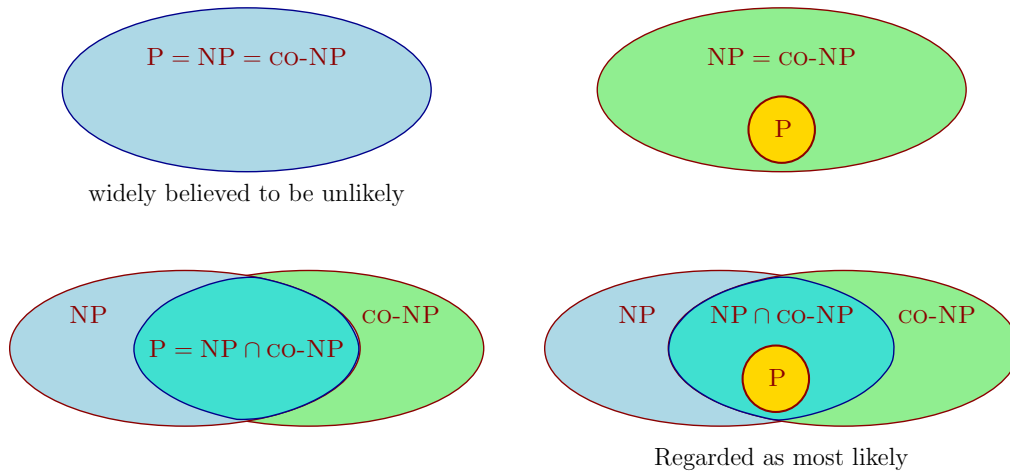 P = NP = co-NP
NP = co-NP
P
widely believed to be unlikely
NP
P = NP ∩ co-NP
co-NP
NP
NP ∩ co-NP
co-NP
P
Regarded as most likely